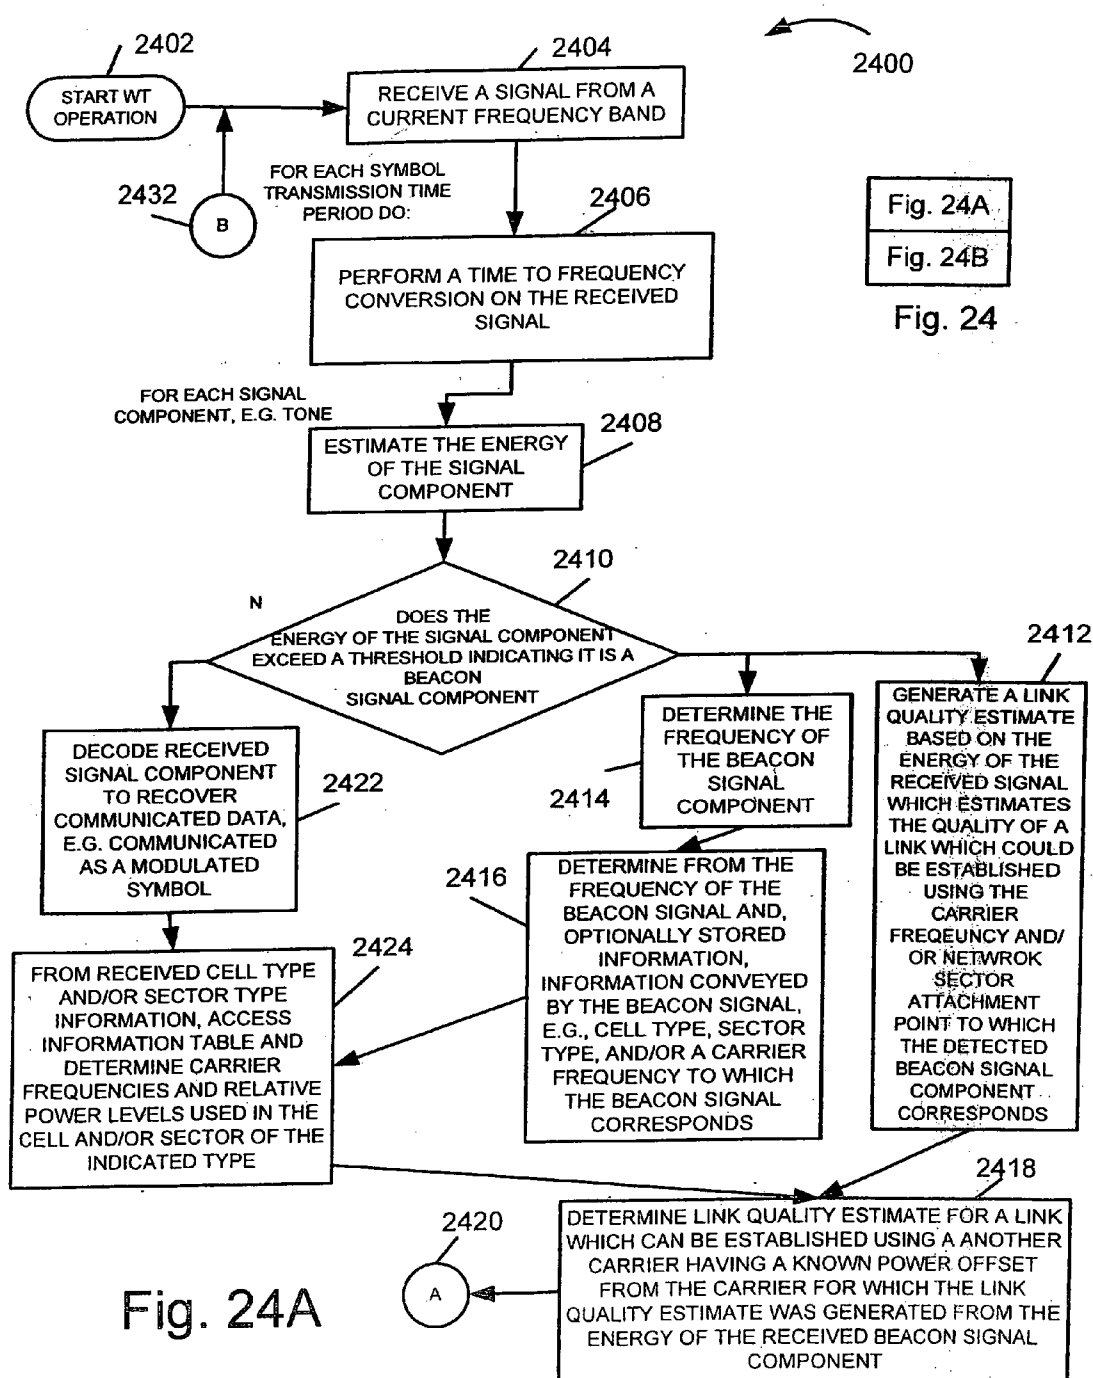 2402
START WT
OPERATION
2404
RECEIVE A SIGNAL FROM A
CURRENT FREQUENCY BAND
2400
2432
B
FOR EACH SYMBOL
TRANSMISSION TIME
PERIOD DO:
2406
PERFORM A TIME TO FREQUENCY
CONVERSION ON THE RECEIVED
SIGNAL
Fig. 24A
Fig. 24B
Fig. 24
FOR EACH SIGNAL
COMPONENT, E.G. TONE
2408
ESTIMATE THE ENERGY
OF THE SIGNAL
COMPONENT
2410
N
DOES THE
ENERGY OF THE SIGNAL COMPONENT
EXCEED A THRESHOLD INDICATING IT IS A
BEACON
SIGNAL COMPONENT
2422
DECODE RECEIVED
SIGNAL COMPONENT
TO RECOVER
COMMUNICATED DATA,
E.G. COMMUNICATED
AS A MODULATED
SYMBOL
2414
DETERMINE THE
FREQUENCY OF
THE BEACON
SIGNAL
COMPONENT
2412
GENERATE A LINK
QUALITY ESTIMATE
BASED ON THE
ENERGY OF THE
RECEIVED SIGNAL
WHICH ESTIMATES
THE QUALITY OF A
LINK WHICH COULD
BE ESTABLISHED
USING THE
CARRIER
FREQEUNCY AND/
OR NETWROK
SECTOR
ATTACHMENT
POINT TO WHICH
THE DETECTED
BEACON SIGNAL
COMPONENT
CORRESPONDS
2424
FROM RECEIVED CELL TYPE
AND/OR SECTOR TYPE
INFORMATION, ACCESS
INFORMATION TABLE AND
DETERMINE CARRIER
FREQUENCIES AND RELATIVE
POWER LEVELS USED IN THE
CELL AND/OR SECTOR OF THE
INDICATED TYPE
2416
DETERMINE FROM THE
FREQUENCY OF THE
BEACON SIGNAL AND,
OPTIONALLY STORED
INFORMATION,
INFORMATION CONVEYED
BY THE BEACON SIGNAL,
E.G., CELL TYPE, SECTOR
TYPE, AND/OR A CARRIER
FREQUENCY TO WHICH
THE BEACON SIGNAL
CORRESPONDS
2418
DETERMINE LINK QUALITY ESTIMATE FOR A LINK
WHICH CAN BE ESTABLISHED USING A ANOTHER
CARRIER HAVING A KNOWN POWER OFFSET
FROM THE CARRIER FOR WHICH THE LINK
QUALITY ESTIMATE WAS GENERATED FROM THE
ENERGY OF THE RECEIVED BEACON SIGNAL
COMPONENT
2420
A
Fig. 24A